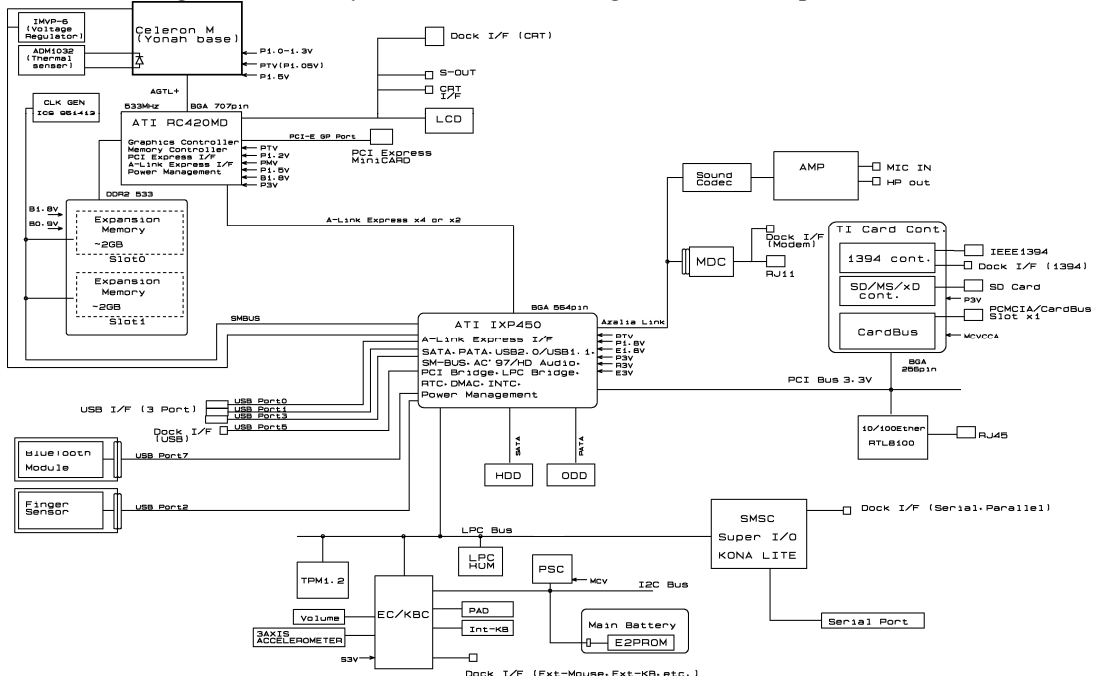 IMVP-6
(Voltage
Regulator)
ADM1032
(Thermal
senser)
Celeron M
(Yonah base)
P1.0-1.3V
PTV(P1.05V)
P1.5V
Dock I/F (CRT)
S-OUT
CRT
I/F
LCD
AGTL+
CLK GEN
ICS 951413
533MHz
BGA 707pin
ATI RC420MD
Graphics Controller
Memory Controller
PCI Express I/F
A-Link Express I/F
Power Management
PCI-E GP Port
PCI Express
MiniCARD
PTV
P1.2V
PMV
P1.5V
B1.8V
P3V
DDR2 533
B1.8V
B0.9V
Expansion
Memory
~2GB
Slot0
Expansion
Memory
~2GB
Slot1
A-Link Express x4 or x2
Sound
Codec
AMP
MIC IN
HP out
Dock I/F
(Modem)
MDC
RJ11
TI Card Cont.
1394 cont.
IEEE1394
Dock I/F (1394)
SD/MS/xD
cont.
SD Card
P3V
PCMCIA/CardBus
Slot x1
CardBus
MCVCCA
BGA
256pin
SMBUS
BGA 564pin
Azalia Link
ATI IXP450
A-Link Express I/F
SATA. PATA. USB2.0/USB1.1.
SM-BUS. AC'97/HD Audio.
PCI Bridge. LPC Bridge.
RTC. DMAC. INTC.
Power Management
PTV
P1.8V
E1.8V
P3V
R3V
E3V
PCI Bus 3.3V
USB I/F (3 Port)
USB Port0
USB Port1
USB Port3
Dock I/F
(USB)
USB Port5
10/100Ether
RTL8100
RJ45
Bluetooth
Module
USB Port7
SATA
PATA
HDD
ODD
Finger
Sensor
USB Port2
SMSC
Super I/O
KONA LITE
Dock I/F (Serial.Parallel)
LPC Bus
TPM1.2
LPC
ROM
PSC
MCV
I2C Bus
EC/KBC
Volume
PAD
3AXIS
ACCELEROMETER
Int-KB
Main Battery
E2PROM
Serial Port
S3V
Dock I/F (Ext-Mouse.Ext-KB.etc.)